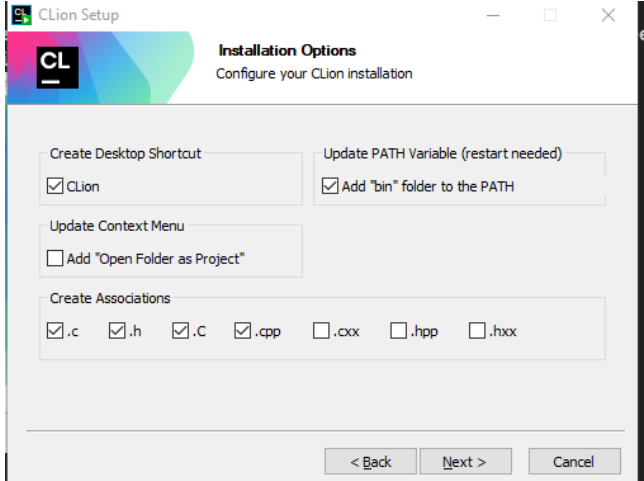 CLion Setup
CL
Installation Options
Configure your CLion installation
Create Desktop Shortcut
CLion
Update PATH Variable (restart needed)
Add "bin" folder to the PATH
Update Context Menu
Add "Open Folder as Project"
Create Associations
.c .h .C .cpp .cxx .hpp .hxx
< Back Next > Cancel